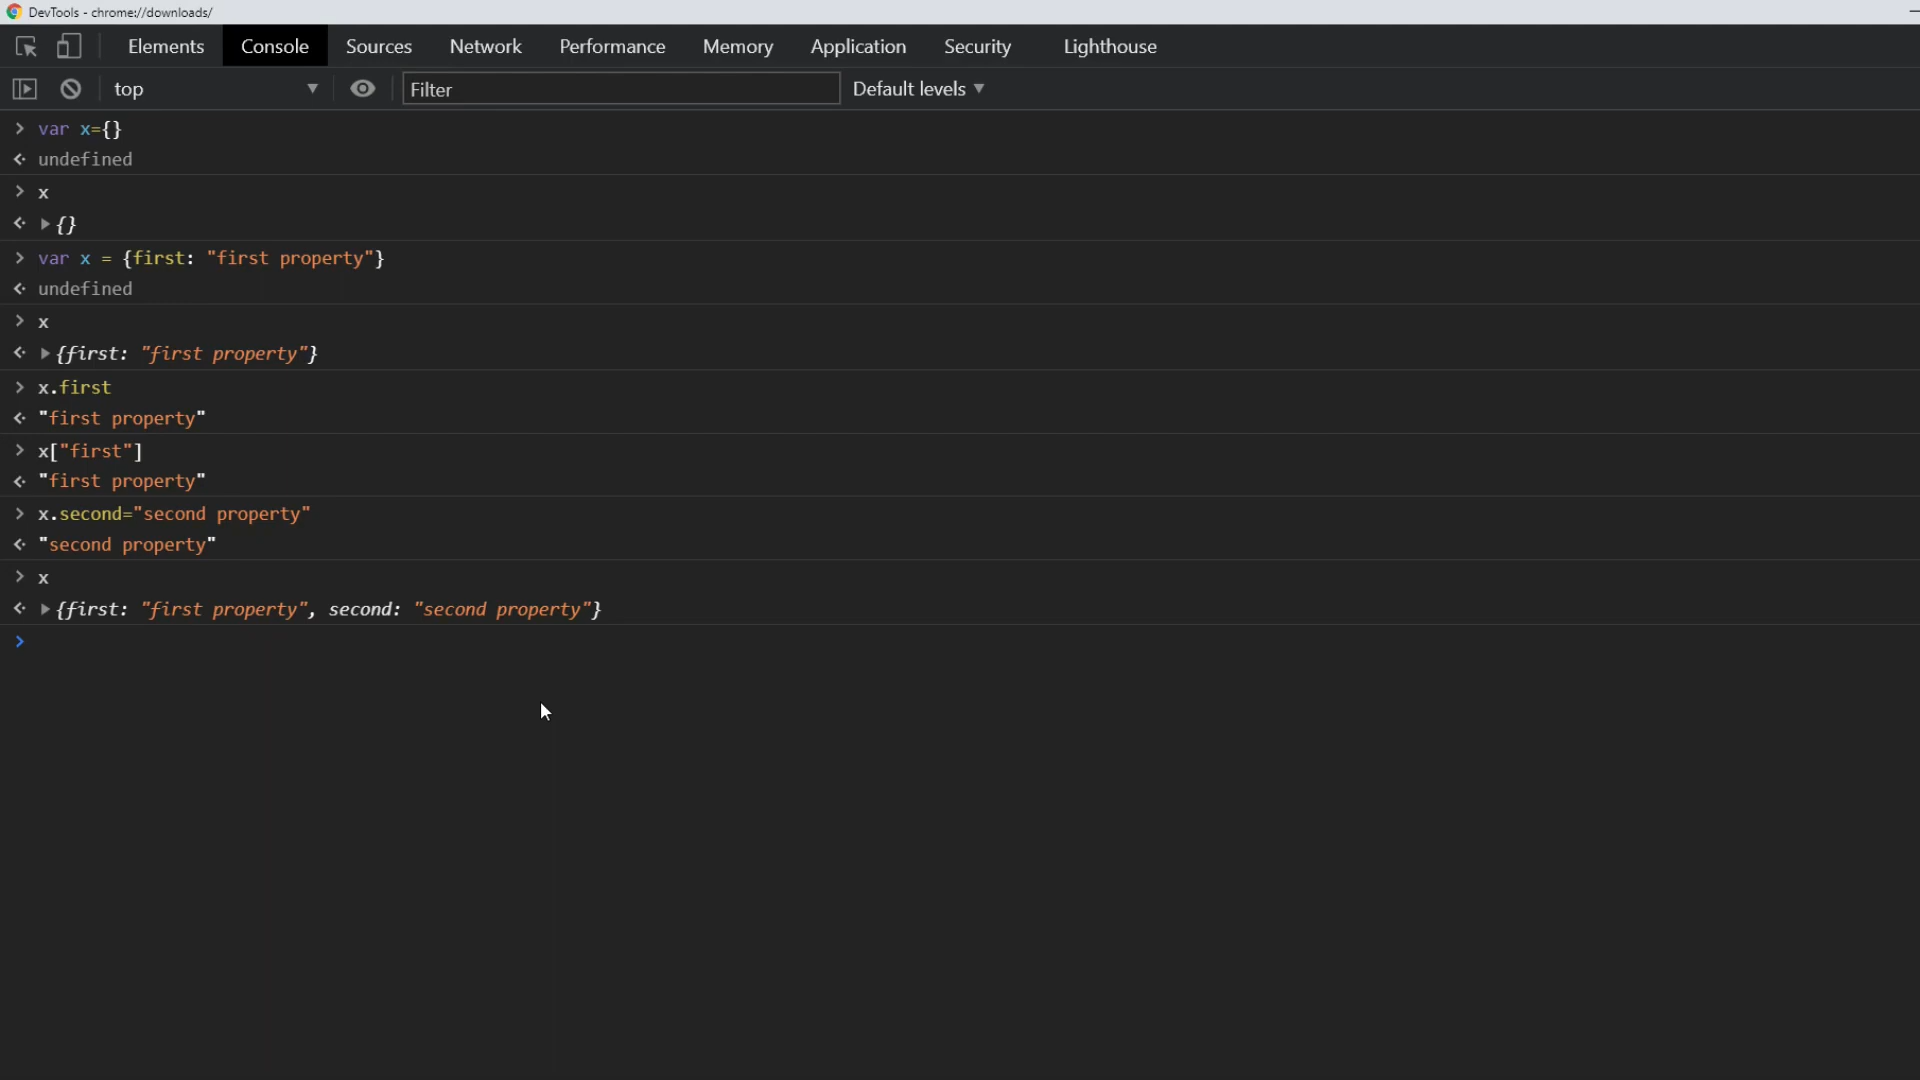 DevTools - chrome://downloads/
Elements Console Sources Network Performance Memory Application Security Lighthouse
top Filter Default levels
> var x={}
undefined
> x
{}
> var x = {first: "first property"}
undefined
> x
{first: "first property"}
> x.first
"first property"
> x["first"]
"first property"
> x.second="second property"
"second property"
> x
{first: "first property", second: "second property"}
>